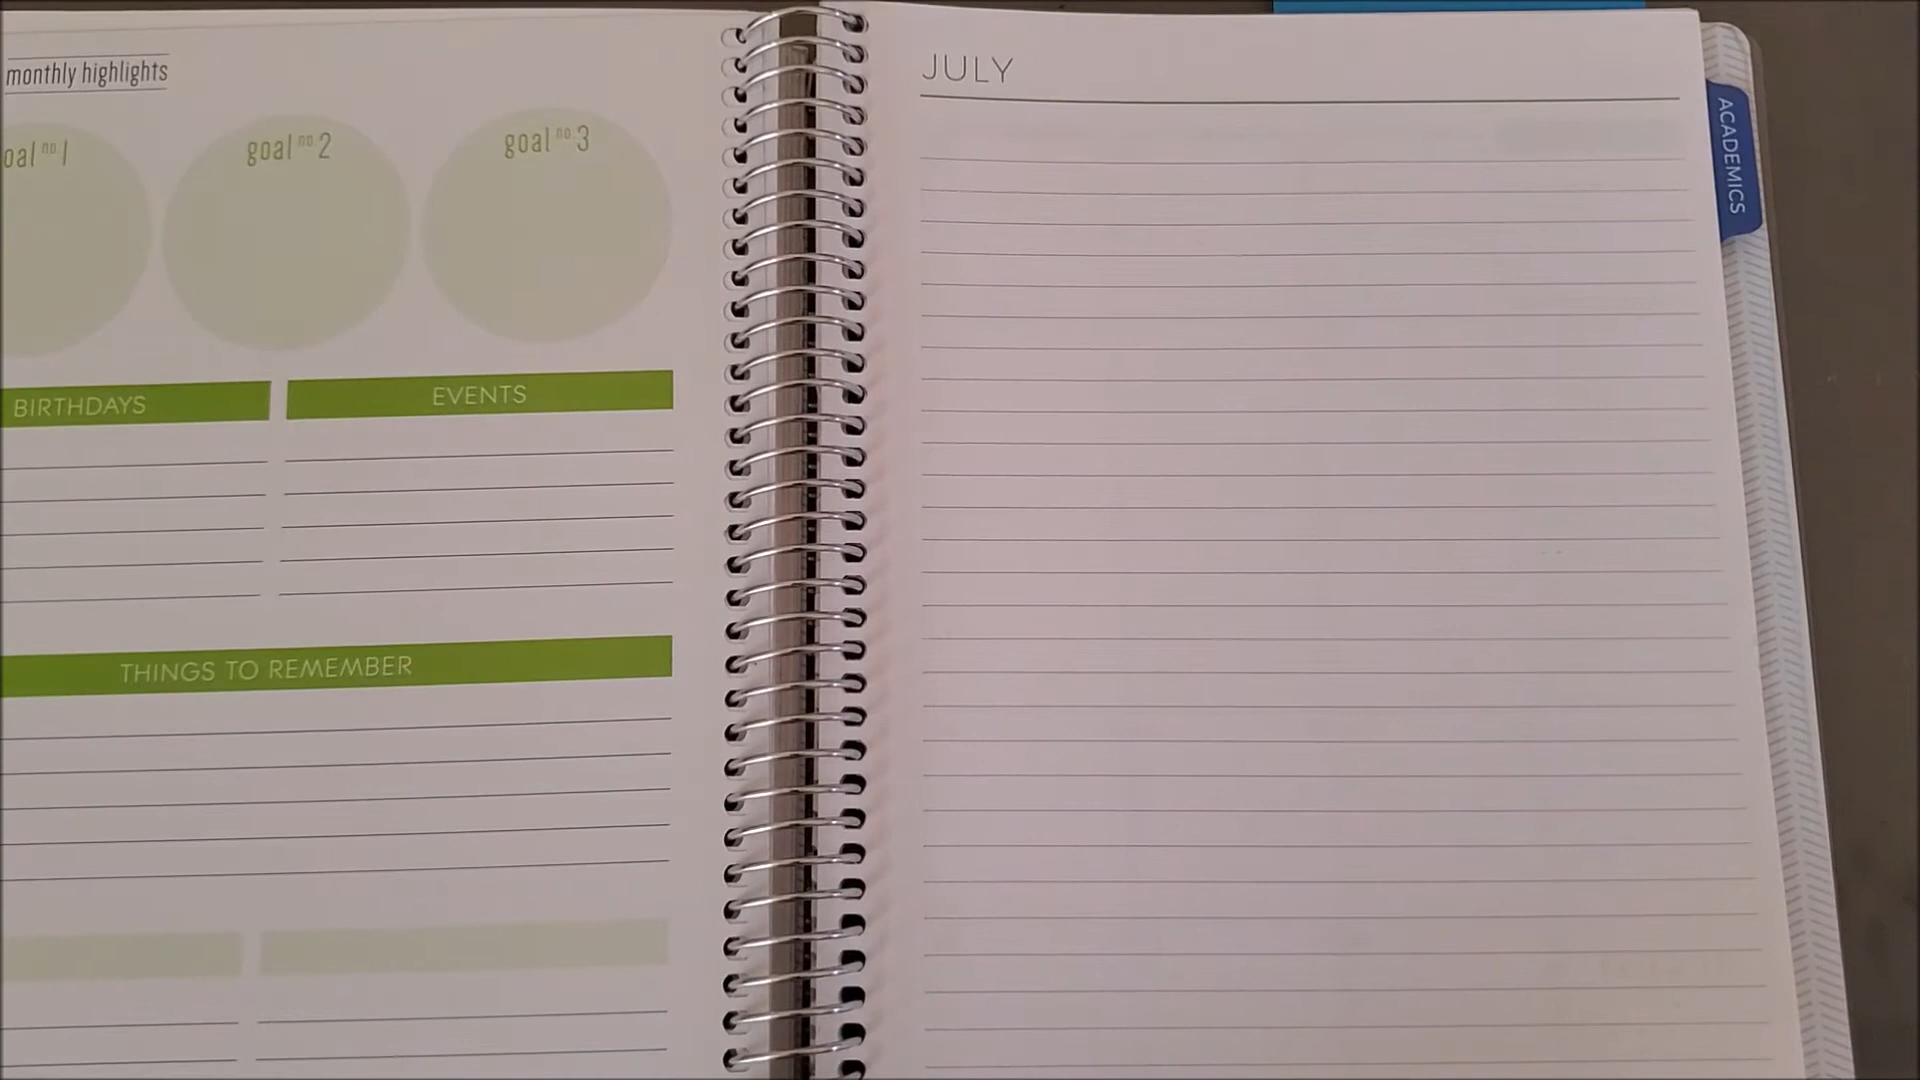 monthly highlights
oal no. 1
goal no. 2
goal no. 3
BIRTHDAYS
EVENTS
THINGS TO REMEMBER
JULY
ACADEMICS